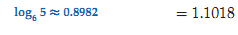 log₆ 5 ≈ 0.8982 = 1.1018